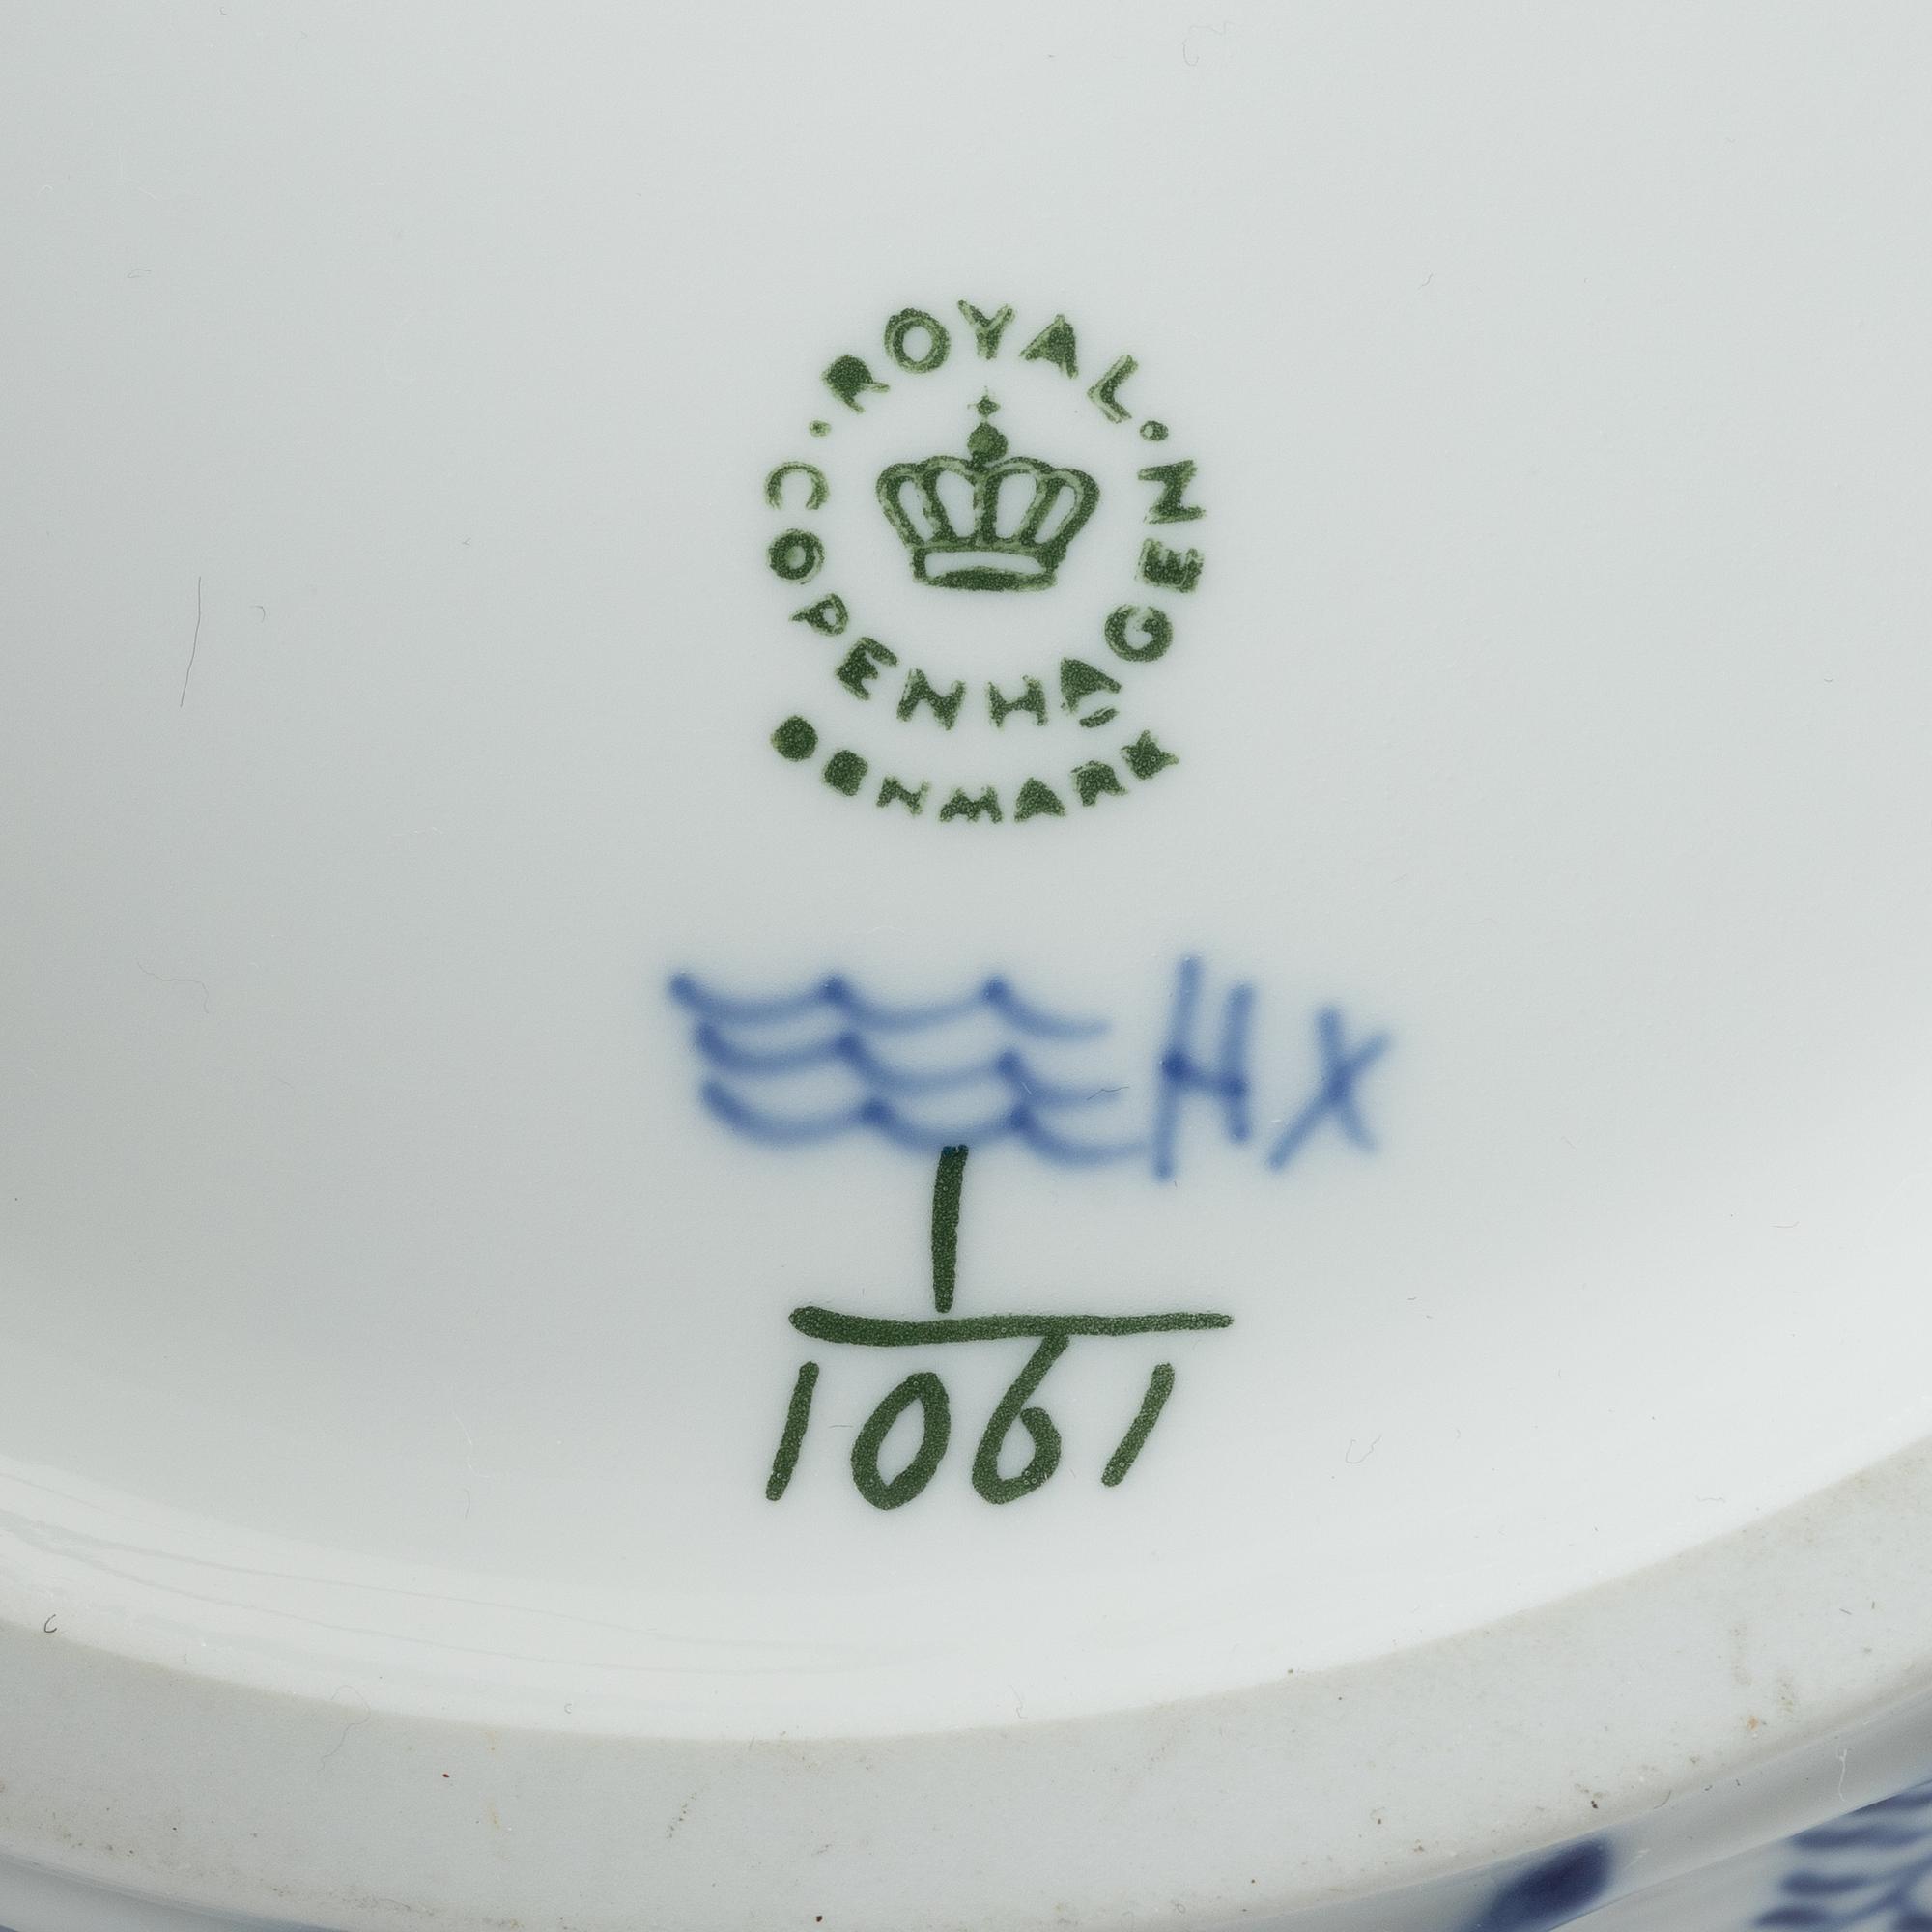 · ROYAL ·
COPENHAGEN
DENMARK
HX
1
1061